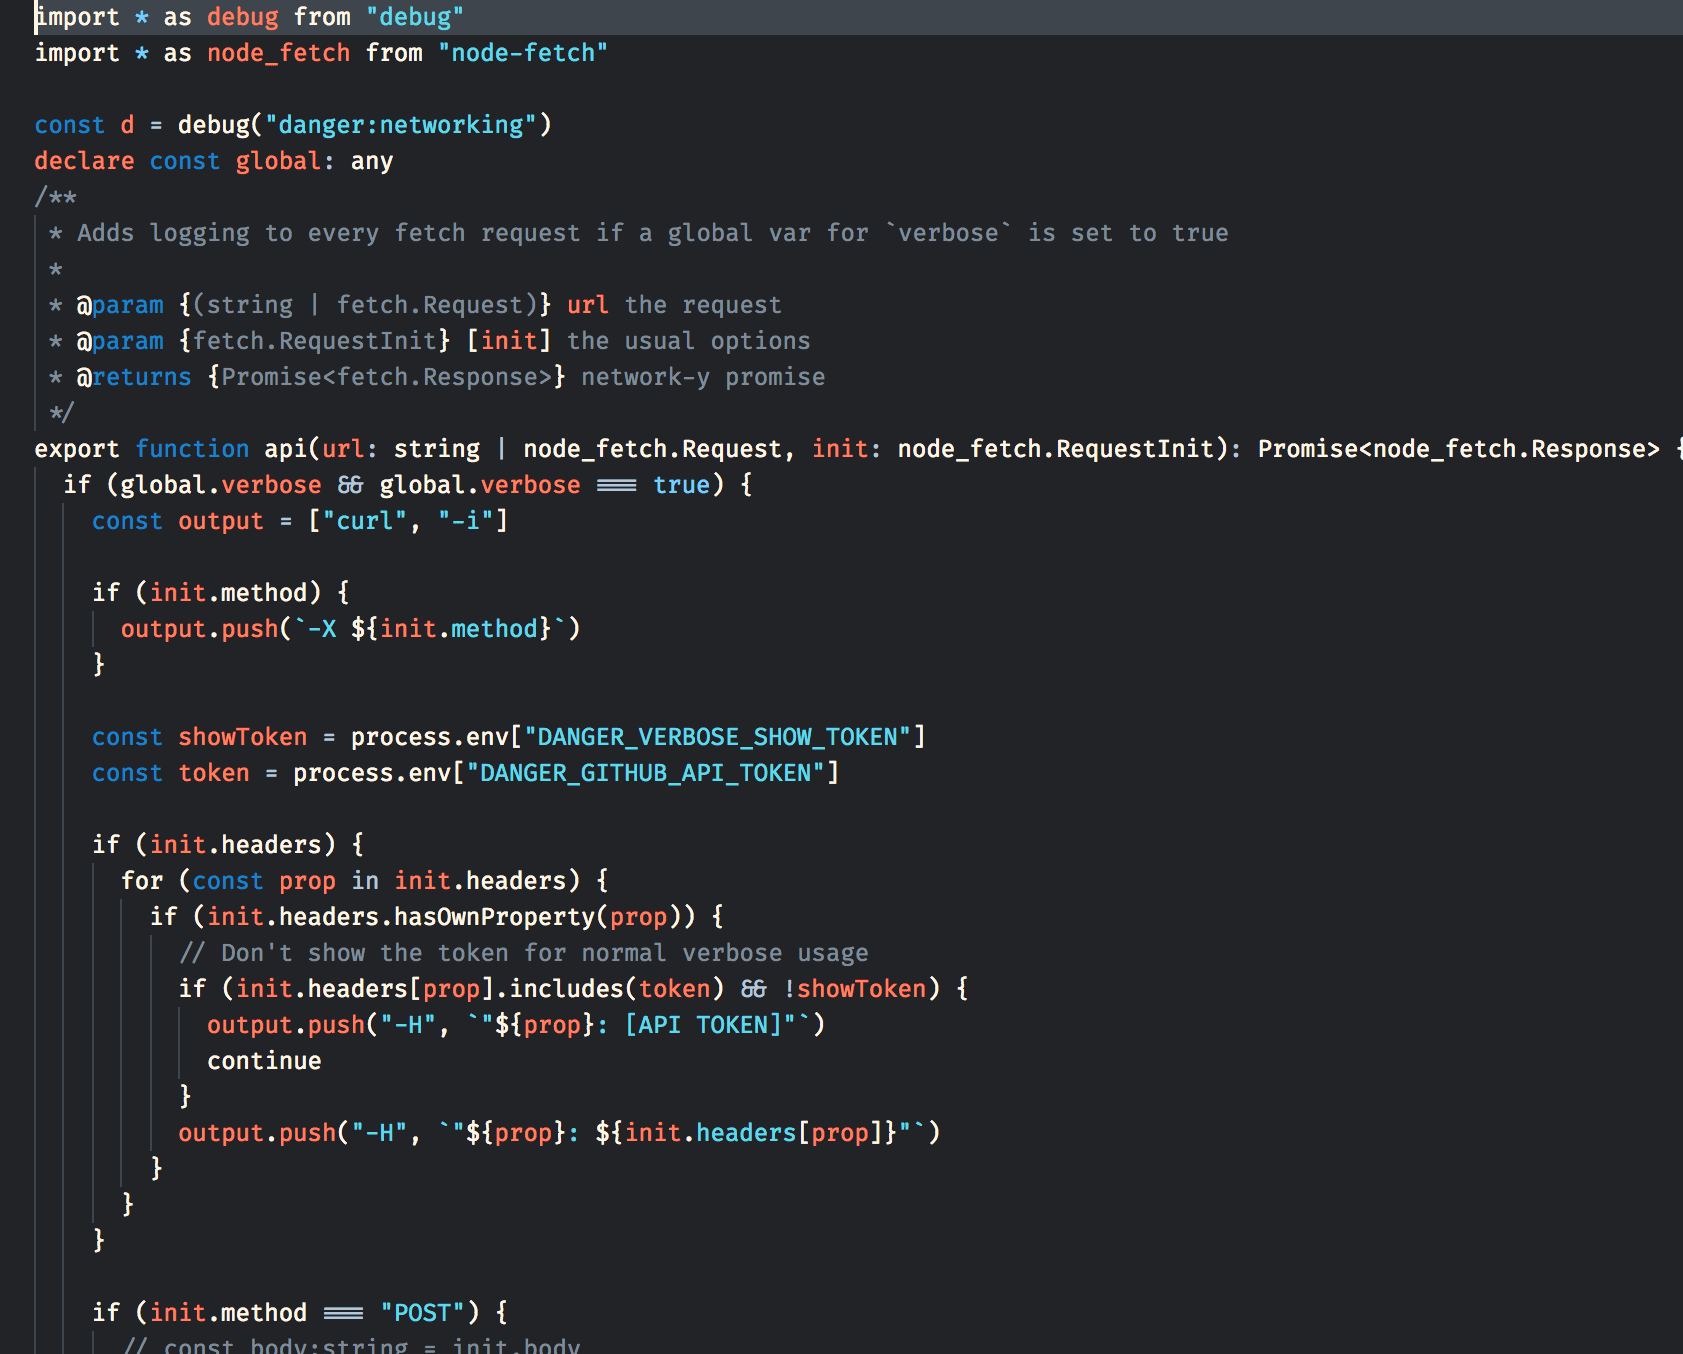 import * as debug from "debug"
import * as node_fetch from "node-fetch"

const d = debug("danger:networking")
declare const global: any
/**
 * Adds logging to every fetch request if a global var for `verbose` is set to true
 *
 * @param {(string | fetch.Request)} url the request
 * @param {fetch.RequestInit} [init] the usual options
 * @returns {Promise<fetch.Response>} network-y promise
 */
export function api(url: string | node_fetch.Request, init: node_fetch.RequestInit): Promise<node_fetch.Response> {
  if (global.verbose && global.verbose === true) {
    const output = ["curl", "-i"]

    if (init.method) {
      output.push(`-X ${init.method}`)
    }

    const showToken = process.env["DANGER_VERBOSE_SHOW_TOKEN"]
    const token = process.env["DANGER_GITHUB_API_TOKEN"]

    if (init.headers) {
      for (const prop in init.headers) {
        if (init.headers.hasOwnProperty(prop)) {
          // Don't show the token for normal verbose usage
          if (init.headers[prop].includes(token) && !showToken) {
            output.push("-H", `"${prop}: [API TOKEN]"`)
            continue
          }
          output.push("-H", `"${prop}: ${init.headers[prop]}"`)
        }
      }
    }

    if (init.method === "POST") {
      // const body:string = init.body